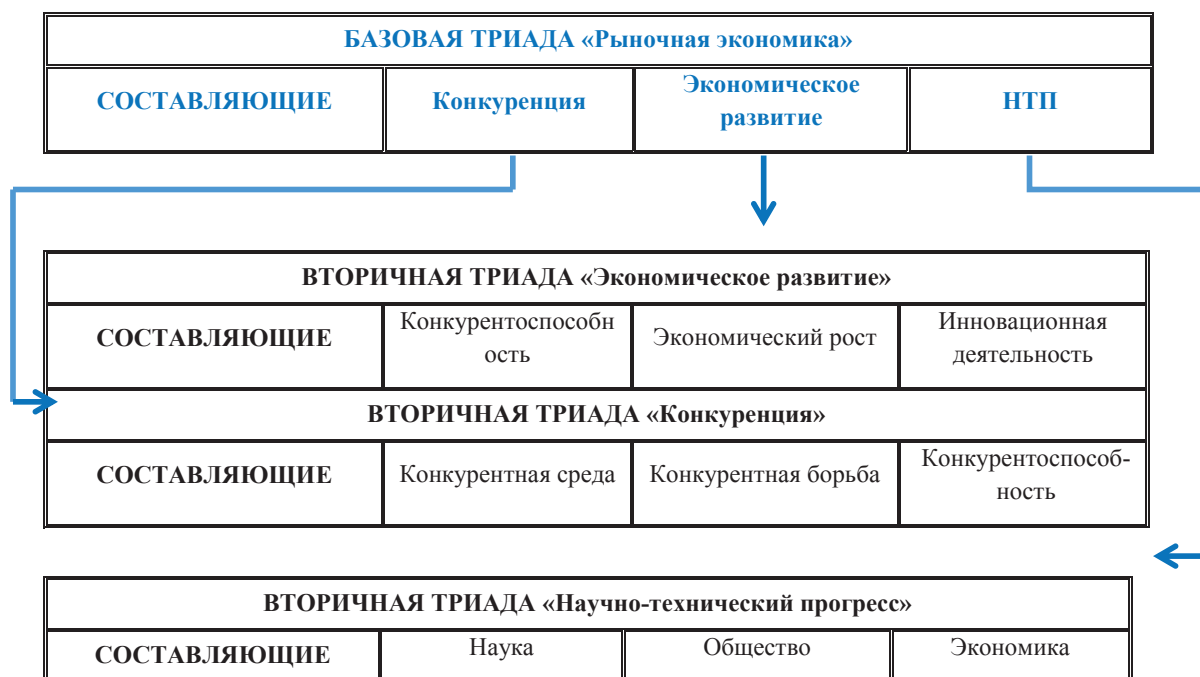 БАЗОВАЯ ТРИАДА «Рыночная экономика»
СОСТАВЛЯЮЩИЕ
Конкуренция
Экономическое
развитие
НТП
ВТОРИЧНАЯ ТРИАДА «Экономическое развитие»
СОСТАВЛЯЮЩИЕ
Конкурентоспособн
ость
Экономический рост
Инновационная
деятельность
ВТОРИЧНАЯ ТРИАДА «Конкуренция»
СОСТАВЛЯЮЩИЕ
Конкурентная среда
Конкурентная борьба
Конкурентоспособ-
ность
ВТОРИЧНАЯ ТРИАДА «Научно-технический прогресс»
СОСТАВЛЯЮЩИЕ
Наука
Общество
Экономика